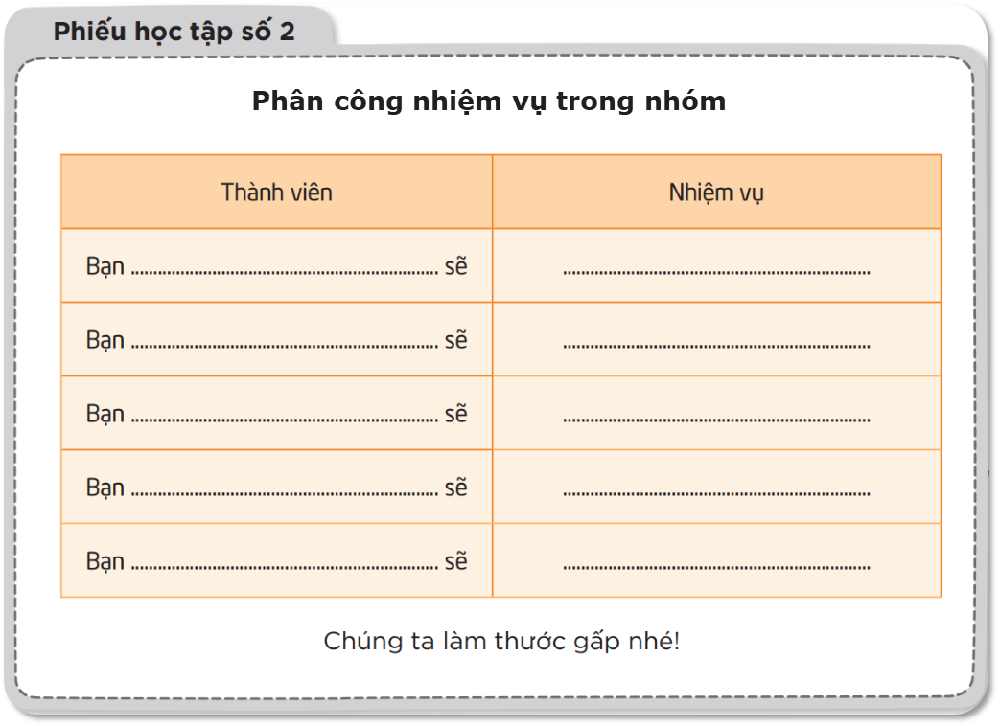 Phiếu học tập số 2
Phân công nhiệm vụ trong nhóm
Thành viên Nhiệm vụ
Bạn ..................................................................... sẽ .....................................................................
Bạn ..................................................................... sẽ .....................................................................
Bạn ..................................................................... sẽ .....................................................................
Bạn ..................................................................... sẽ .....................................................................
Bạn ..................................................................... sẽ .....................................................................
Chúng ta làm thước gấp nhé!